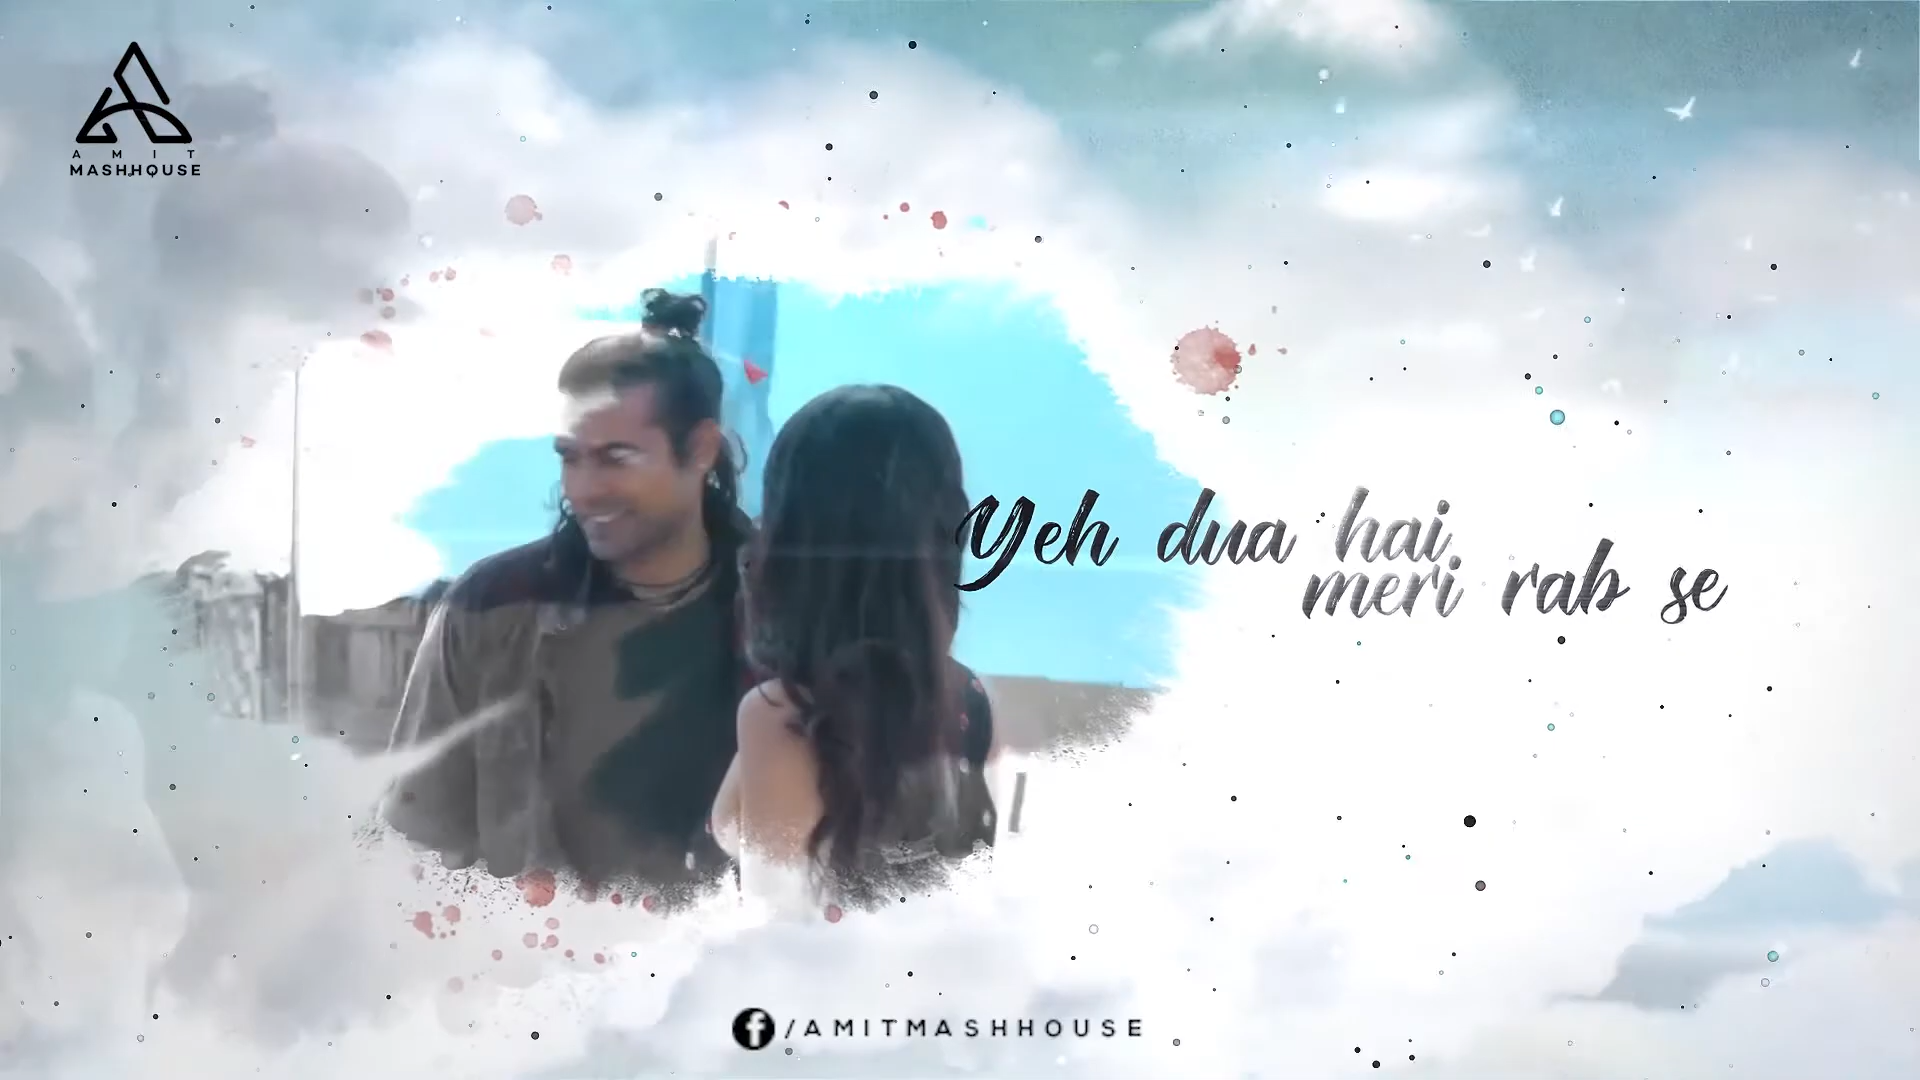 AMIT
MASHHOUSE
Yeh dua hai
meri rab se
/AMITMASHHOUSE